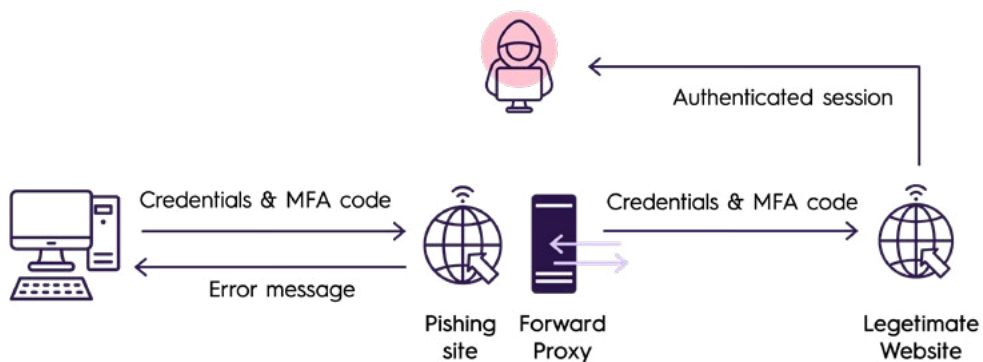 Authenticated session
Credentials & MFA code
Credentials & MFA code
Error message
Pishing
site
Forward
Proxy
Legetimate
Website